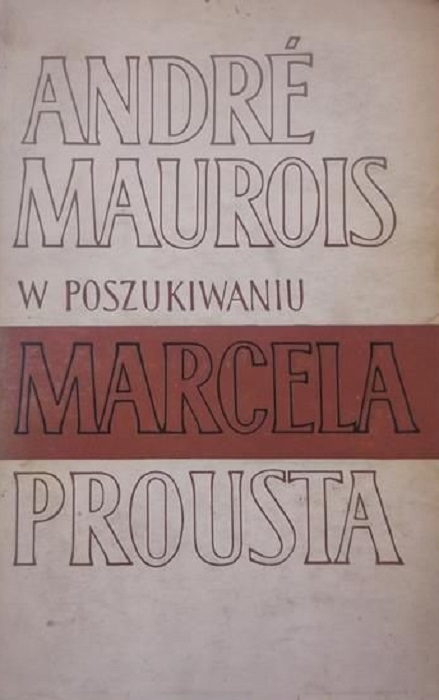 ANDRÉ
MAUROIS
W POSZUKIWANIU
MARCELA
PROUSTA